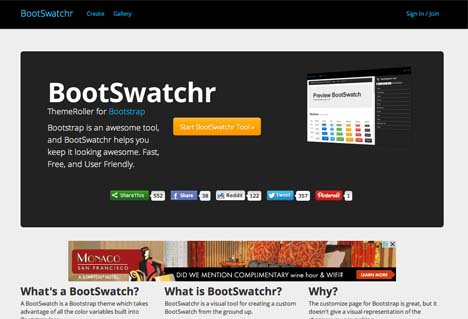 BootSwatchr Create Gallery Sign In / Join
BootSwatchr
ThemeRoller for Bootstrap
Bootstrap is an awesome tool,
and BootSwatchr helps you
keep it looking awesome. Fast,
Free, and User Friendly.
Start BootSwatchr Tool »
Preview BootSwatch
ShareThis 552 Share 38 Reddit 122 Tweet 357 Pinterest 1
MONACO
SAN FRANCISCO
A KIMPTON HOTEL
DID WE MENTION COMPLIMENTARY wine hour & WIFI?
LEARN MORE
What's a BootSwatch?
A BootSwatch is a Bootstrap theme which takes
advantage of all the color variables built into
What is BootSwatchr?
BootSwatchr is a visual tool for creating a custom
BootSwatch from the ground up.
Why?
The customize page for Bootstrap is great, but it
doesn't give a visual representation of the